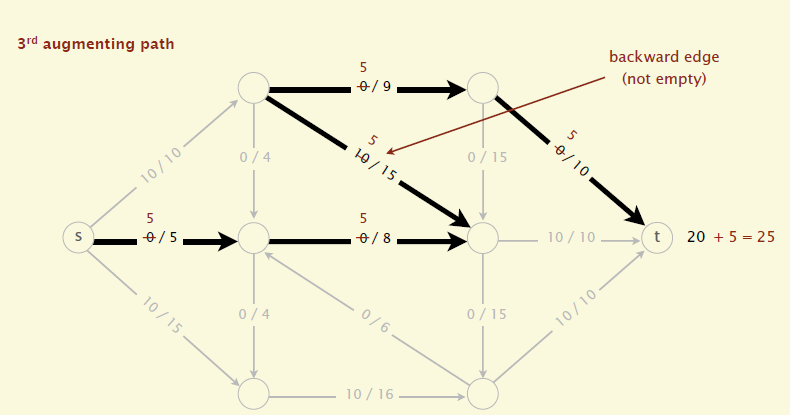 3rd augmenting path
backward edge
(not empty)
5
0 / 9
10 / 10
0 / 4
5
10 / 15
0 / 15
5
0 / 10
s
5
0 / 5
5
0 / 8
10 / 10
t
20 + 5 = 25
10 / 15
0 / 4
0 / 6
0 / 15
10 / 10
10 / 16